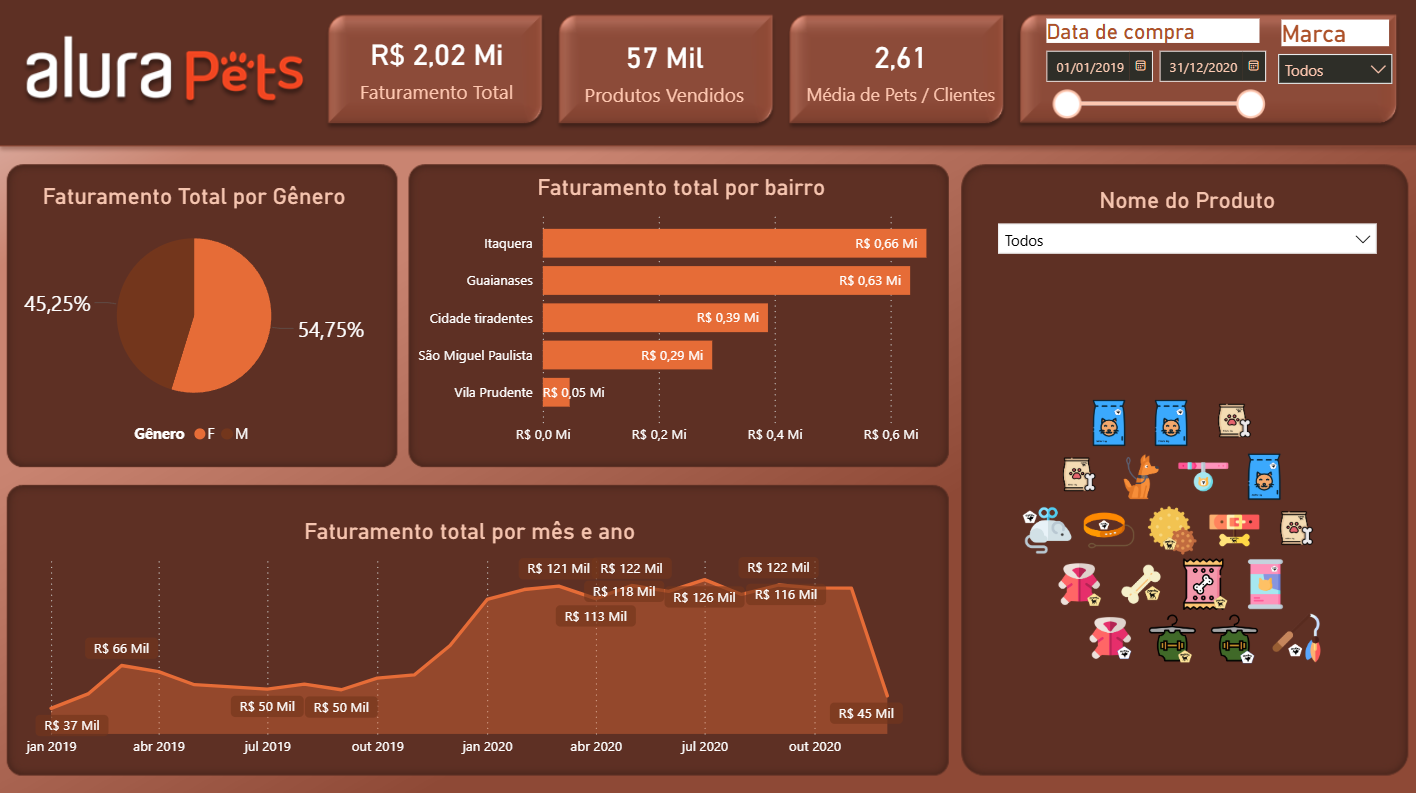 alura Pets
R$ 2,02 Mi
Faturamento Total
57 Mil
Produtos Vendidos
2,61
Média de Pets / Clientes
Data de compra
01/01/2019
31/12/2020
Marca
Todos
Faturamento Total por Gênero
45,25%
54,75%
Gênero F M
Faturamento total por bairro
Itaquera R$ 0,66 Mi
Guaianases R$ 0,63 Mi
Cidade tiradentes R$ 0,39 Mi
São Miguel Paulista R$ 0,29 Mi
Vila Prudente R$ 0,05 Mi
R$ 0,0 Mi R$ 0,2 Mi R$ 0,4 Mi R$ 0,6 Mi
Nome do Produto
Todos
Faturamento total por mês e ano
R$ 121 Mil R$ 122 Mil R$ 122 Mil
R$ 118 Mil R$ 126 Mil R$ 116 Mil
R$ 113 Mil
R$ 66 Mil
R$ 50 Mil R$ 50 Mil
R$ 45 Mil
R$ 37 Mil
jan 2019 abr 2019 jul 2019 out 2019 jan 2020 abr 2020 jul 2020 out 2020